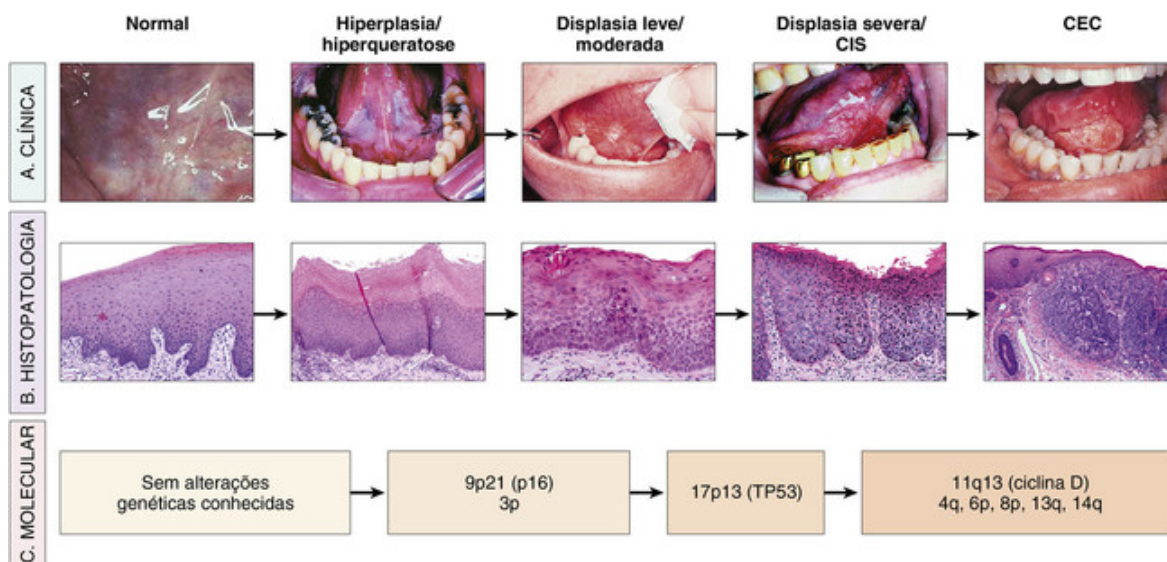 Normal
Hiperplasia/
hiperqueratose
Displasia leve/
moderada
Displasia severa/
CIS
CEC
A. CLÍNICA
B. HISTOPATOLOGIA
C. MOLECULAR
Sem alterações
genéticas conhecidas
9p21 (p16)
3p
17p13 (TP53)
11q13 (ciclina D)
4q, 6p, 8p, 13q, 14q